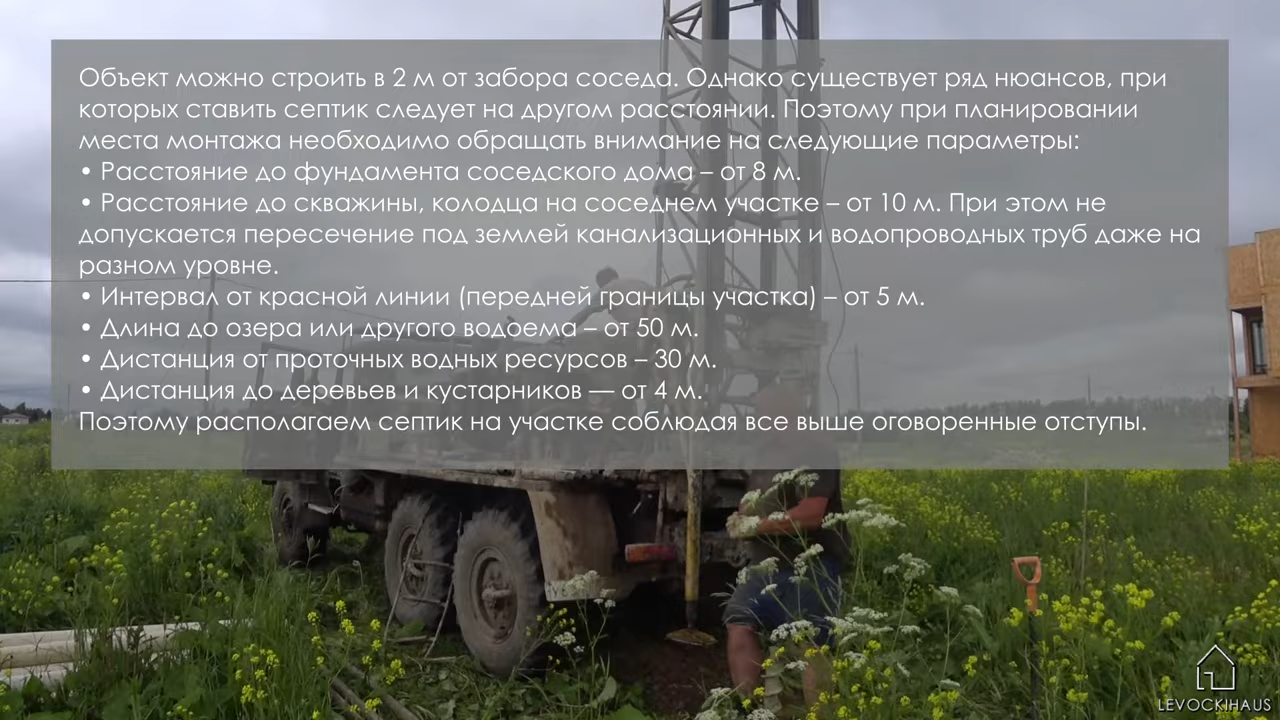 Объект можно строить в 2 м от забора соседа. Однако существует ряд нюансов, при
которых ставить септик следует на другом расстоянии. Поэтому при планировании
места монтажа необходимо обращать внимание на следующие параметры:
• Расстояние до фундамента соседского дома – от 8 м.
• Расстояние до скважины, колодца на соседнем участке – от 10 м. При этом не
допускается пересечение под землей канализационных и водопроводных труб даже на
разном уровне.
• Интервал от красной линии (передней границы участка) – от 5 м.
• Длина до озера или другого водоема – от 50 м.
• Дистанция от проточных водных ресурсов – 30 м.
• Дистанция до деревьев и кустарников — от 4 м.
Поэтому располагаем септик на участке соблюдая все выше оговоренные отступы.
LEVOCKIHAUS